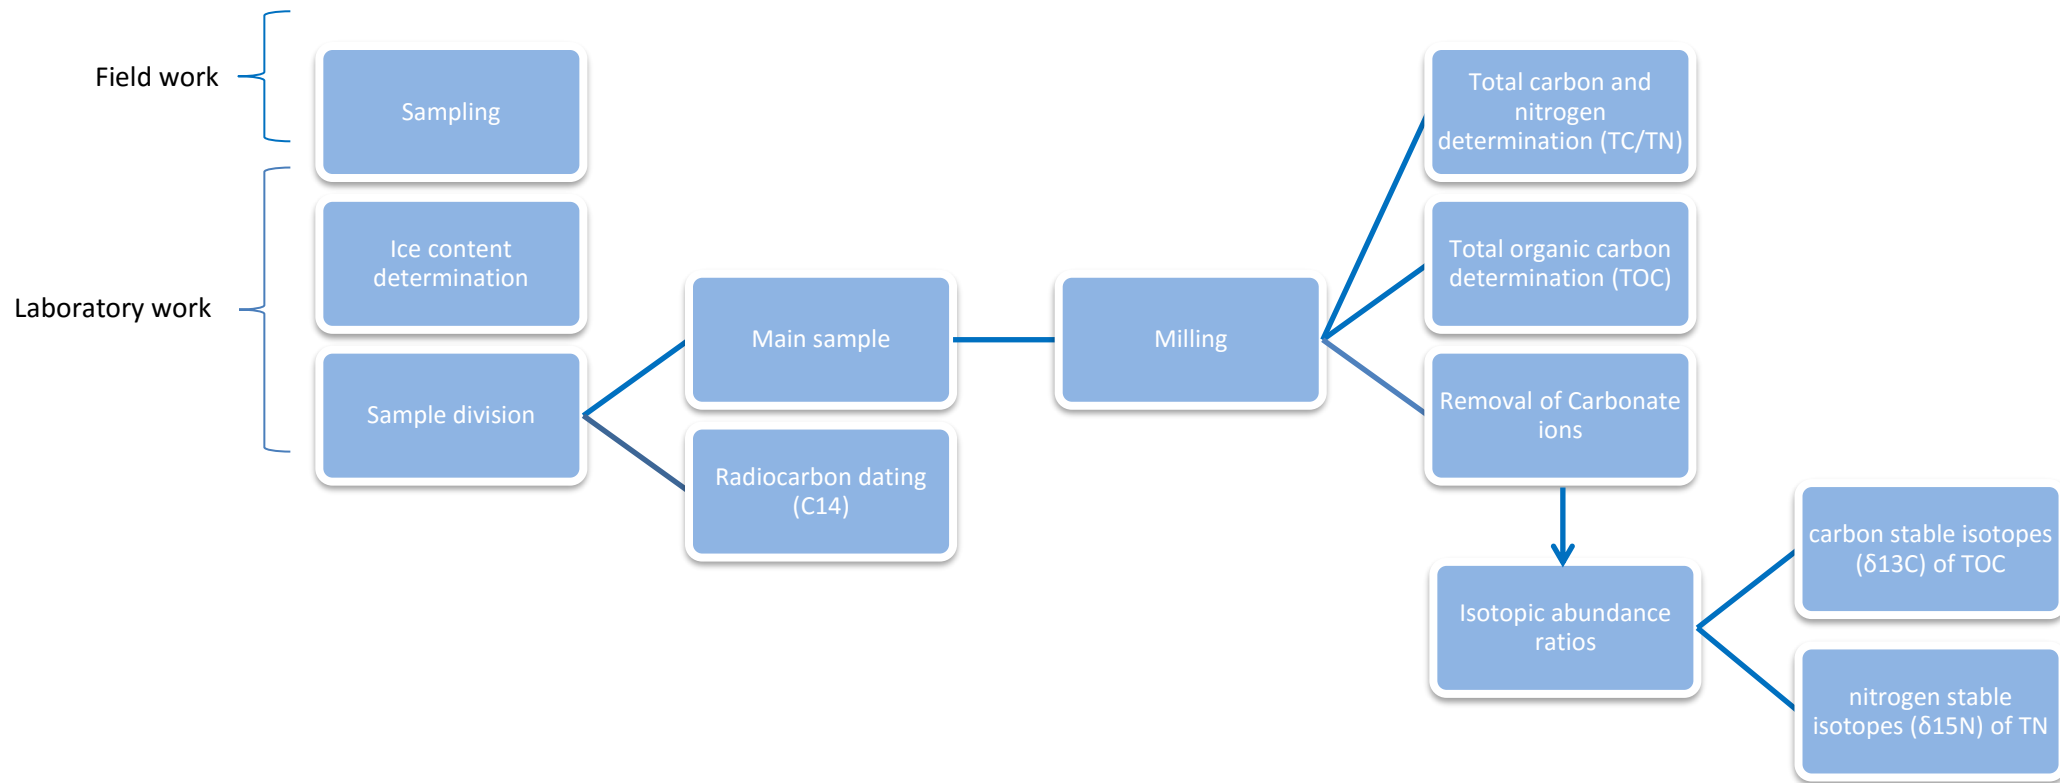 Field work
Sampling
Ice content
determination
Laboratory work
Sample division
Main sample
Radiocarbon dating
(C14)
Milling
Total carbon and
nitrogen
determination (TC/TN)
Total organic carbon
determination (TOC)
Removal of Carbonate
ions
Isotopic abundance
ratios
carbon stable isotopes
(δ13C) of TOC
nitrogen stable
isotopes (δ15N) of TN